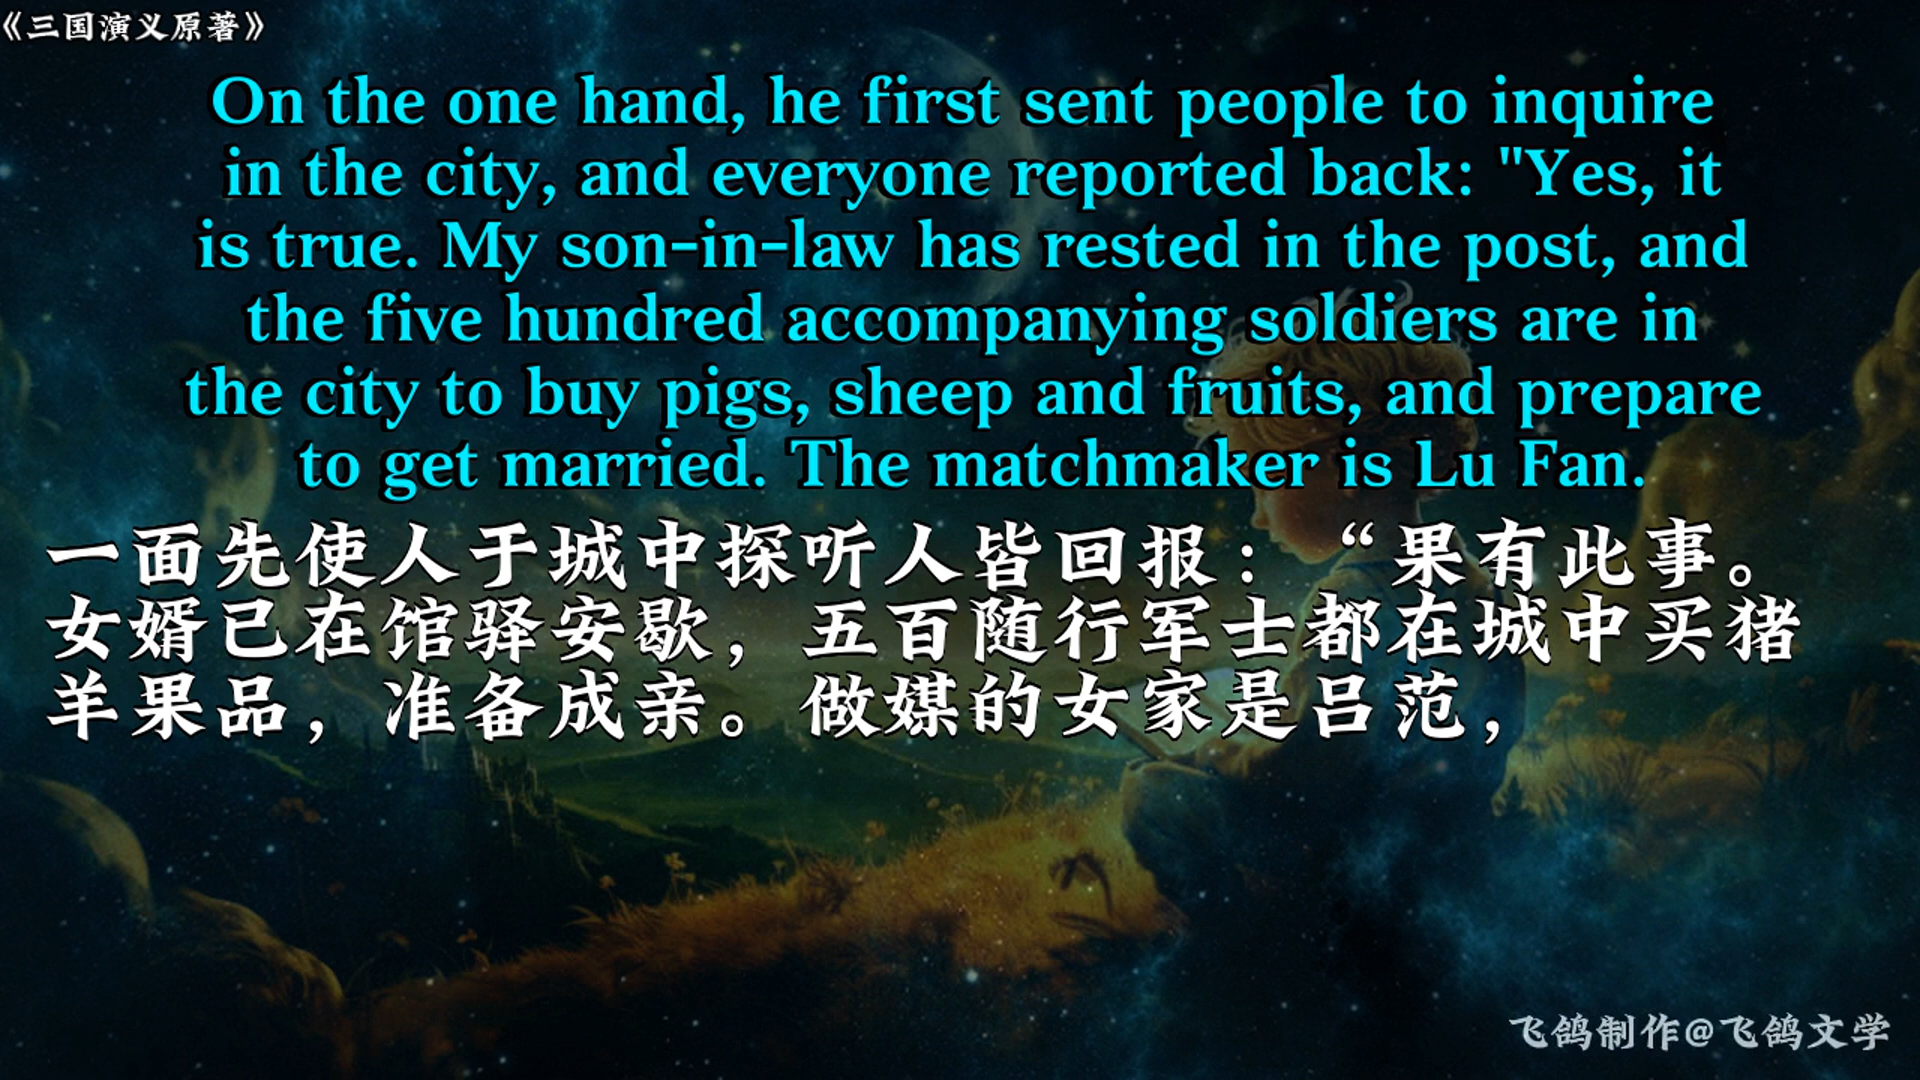 《三国演义原著》
On the one hand, he first sent people to inquire
in the city, and everyone reported back: "Yes, it
is true. My son-in-law has rested in the post, and
the five hundred accompanying soldiers are in
the city to buy pigs, sheep and fruits, and prepare
to get married. The matchmaker is Lu Fan.
一面先使人于城中探听人皆回报：“果有此事。
女婿已在馆驿安歇，五百随行军士都在城中买猪
羊果品，准备成亲。做媒的女家是吕范，
飞鸽制作@飞鸽文学